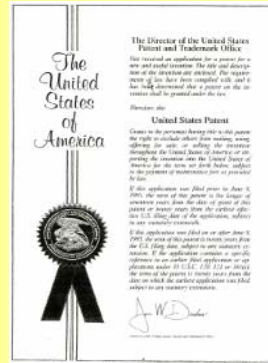 The
United
States
of
America
The Director of the United States
Patent and Trademark Office
Has received an application for a patent for a
new and useful invention. The title and descrip-
tion of the invention are enclosed. The require-
ments of law have been complied with, and it
has been determined that a patent on the in-
vention shall be granted under the law.
Therefore, this
United States Patent
Grants to the person(s) having title to this patent
the right to exclude others from making, using,
offering for sale, or selling the invention
throughout the United States of America or im-
porting the invention into the United States of
America for the term set forth below, subject
to the payment of maintenance fees as provided
by law.
If this application was filed prior to June 8,
1995, the term of this patent is the longer of
seventeen years from the date of grant of this
patent or twenty years from the earliest effec-
tive U.S. filing date of the application, subject
to any statutory extension.
If this application was filed on or after June 8,
1995, the term of this patent is twenty years from
the U.S. filing date, subject to any statutory ex-
tension. If the application contains a specific
reference to an earlier filed application or ap-
plications under 35 U.S.C. 120, 121 or 365(c),
the term of the patent is twenty years from the
date on which the earliest application was filed,
subject to any statutory extensions.